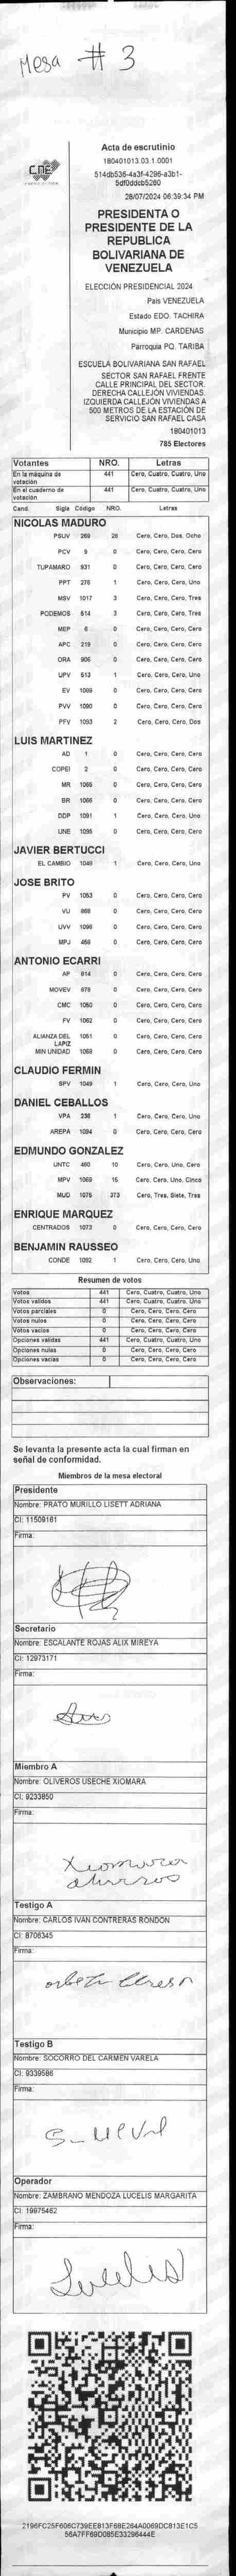 Mesa # 3
Acta de escrutinio
CNE
180401013.03.1.0001
514db536-4a3f-4296-a3b1-
5df0ddcb5260
28/07/2024 06:39:34 PM
PRESIDENTA O
PRESIDENTE DE LA
REPUBLICA
BOLIVARIANA DE
VENEZUELA
ELECCIÓN PRESIDENCIAL 2024
País VENEZUELA
Estado EDO. TACHIRA
Municipio MP. CARDENAS
Parroquia PQ. TARIBA
ESCUELA BOLIVARIANA SAN RAFAEL
SECTOR SAN RAFAEL FRENTE
CALLE PRINCIPAL DEL SECTOR.
DERECHA CALLEJÓN VIVIENDAS.
IZQUIERDA CALLEJÓN VIVIENDAS A
500 METROS DE LA ESTACIÓN DE
SERVICIO SAN RAFAEL CASA
180401013
785 Electores
Votantes NRO. Letras
En la máquina de votación 441 Cero, Cuatro, Cuatro, Uno
En el cuaderno de votación 441 Cero, Cuatro, Cuatro, Uno
Cand. Sigla Código NRO. Letras
NICOLAS MADURO
PSUV 269 28 Cero, Cero, Dos, Ocho
PCV 9 0 Cero, Cero, Cero, Cero
TUPAMARO 931 0 Cero, Cero, Cero, Cero
PPT 276 1 Cero, Cero, Cero, Uno
MSV 1017 3 Cero, Cero, Cero, Tres
PODEMOS 514 3 Cero, Cero, Cero, Tres
MEP 6 0 Cero, Cero, Cero, Cero
APC 219 0 Cero, Cero, Cero, Cero
ORA 906 0 Cero, Cero, Cero, Cero
UPV 513 1 Cero, Cero, Cero, Uno
EV 1089 0 Cero, Cero, Cero, Cero
PVV 1090 0 Cero, Cero, Cero, Cero
PFV 1093 2 Cero, Cero, Cero, Dos
LUIS MARTINEZ
AD 1 0 Cero, Cero, Cero, Cero
COPEI 2 0 Cero, Cero, Cero, Cero
MR 1065 0 Cero, Cero, Cero, Cero
BR 1066 0 Cero, Cero, Cero, Cero
DDP 1091 1 Cero, Cero, Cero, Uno
UNE 1095 0 Cero, Cero, Cero, Cero
JAVIER BERTUCCI
EL CAMBIO 1048 1 Cero, Cero, Cero, Uno
JOSE BRITO
PV 1053 0 Cero, Cero, Cero, Cero
VU 868 0 Cero, Cero, Cero, Cero
UVV 1096 0 Cero, Cero, Cero, Cero
MPJ 458 0 Cero, Cero, Cero, Cero
ANTONIO ECARRI
AP 814 0 Cero, Cero, Cero, Cero
MOVEV 878 0 Cero, Cero, Cero, Cero
CMC 1050 0 Cero, Cero, Cero, Cero
FV 1062 0 Cero, Cero, Cero, Cero
ALIANZA DEL LAPIZ 1051 0 Cero, Cero, Cero, Cero
MIN UNIDAD 1068 0 Cero, Cero, Cero, Cero
CLAUDIO FERMIN
SPV 1049 1 Cero, Cero, Cero, Uno
DANIEL CEBALLOS
VPA 236 1 Cero, Cero, Cero, Uno
AREPA 1094 0 Cero, Cero, Cero, Cero
EDMUNDO GONZALEZ
UNTC 460 10 Cero, Cero, Uno, Cero
MPV 1069 15 Cero, Cero, Uno, Cinco
MUD 1075 373 Cero, Tres, Siete, Tres
ENRIQUE MARQUEZ
CENTRADOS 1073 0 Cero, Cero, Cero, Cero
BENJAMIN RAUSSEO
CONDE 1092 1 Cero, Cero, Cero, Uno
Resumen de votos
Votos 441 Cero, Cuatro, Cuatro, Uno
Votos validos 441 Cero, Cuatro, Cuatro, Uno
Votos parciales 0 Cero, Cero, Cero, Cero
Votos nulos 0 Cero, Cero, Cero, Cero
Votos vacios 0 Cero, Cero, Cero, Cero
Opciones validas 441 Cero, Cuatro, Cuatro, Uno
Opciones nulas 0 Cero, Cero, Cero, Cero
Opciones vacias 0 Cero, Cero, Cero, Cero
Observaciones:
Se levanta la presente acta la cual firman en
señal de conformidad.
Miembros de la mesa electoral
Presidente
Nombre: PRATO MURILLO LISETT ADRIANA
CI: 11509161
Firma:
Secretario
Nombre: ESCALANTE ROJAS ALIX MIREYA
CI: 12973171
Firma:
Miembro A
Nombre: OLIVEROS USECHE XIOMARA
CI: 9233850
Firma:
Xiomara
Testigo A
Nombre: CARLOS IVAN CONTRERAS RONDON
CI: 8706345
Firma:
Testigo B
Nombre: SOCORRO DEL CARMEN VARELA
CI: 9339586
Firma:
Operador
Nombre: ZAMBRANO MENDOZA LUCELIS MARGARITA
CI: 19975462
Firma:
Lucelis
2196FC25F606C739EE813F6BE264A0069DC813E1C5
56A7FF69D085E33296444E